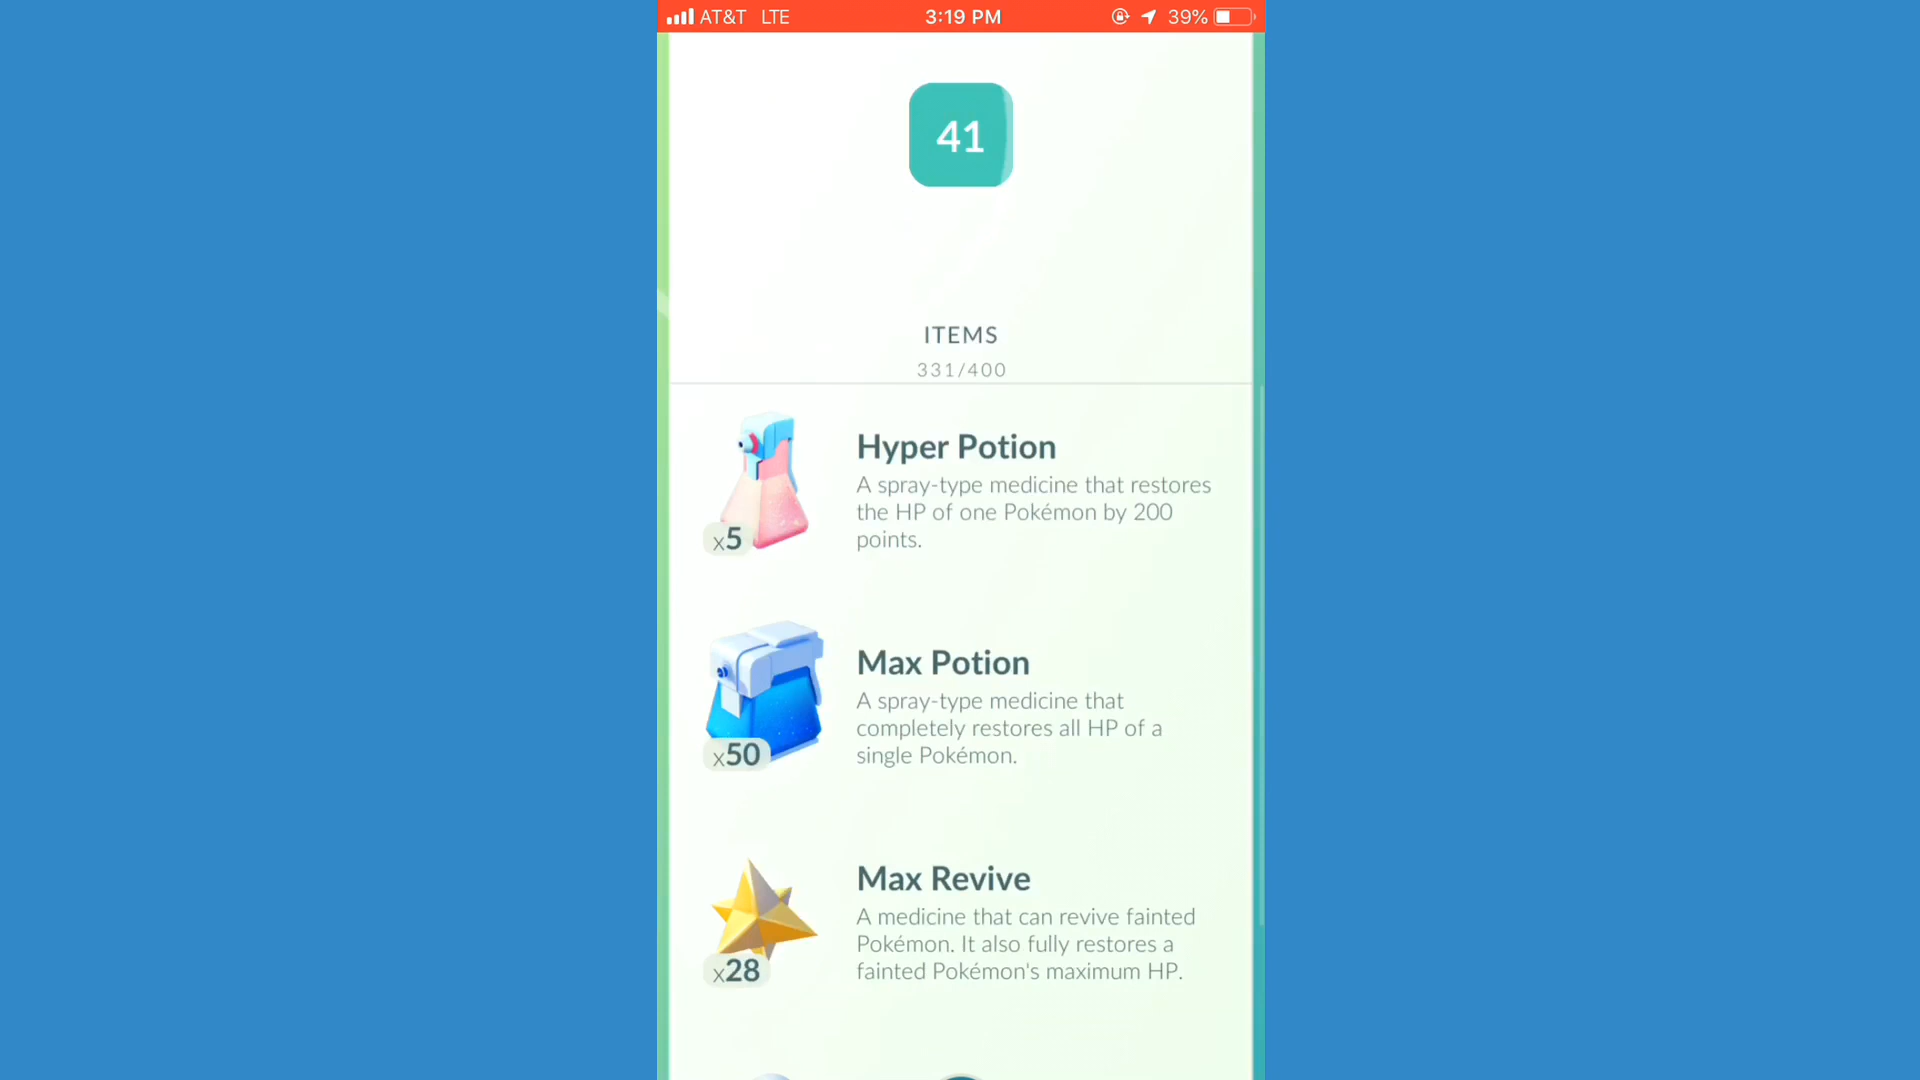 AT&T LTE 3:19 PM 39%
41
ITEMS
331/400
Hyper Potion
A spray-type medicine that restores
the HP of one Pokémon by 200
points.
x5
Max Potion
A spray-type medicine that
completely restores all HP of a
single Pokémon.
x50
Max Revive
A medicine that can revive fainted
Pokémon. It also fully restores a
fainted Pokémon's maximum HP.
x28